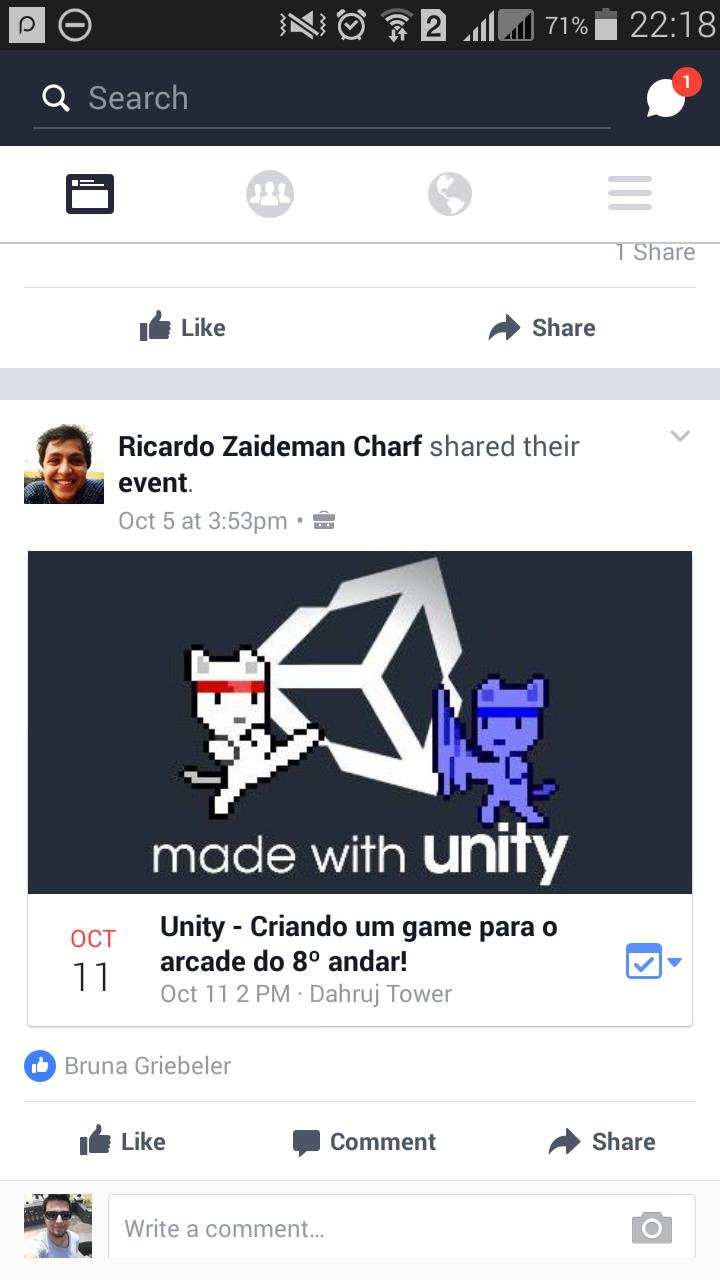 2 71% 22:18
Search
1
1 Share
Like Share
Ricardo Zaideman Charf shared their
event.
Oct 5 at 3:53pm •
made with unity
OCT
11
Unity - Criando um game para o
arcade do 8º andar!
Oct 11 2 PM · Dahruj Tower
Bruna Griebeler
Like Comment Share
Write a comment...